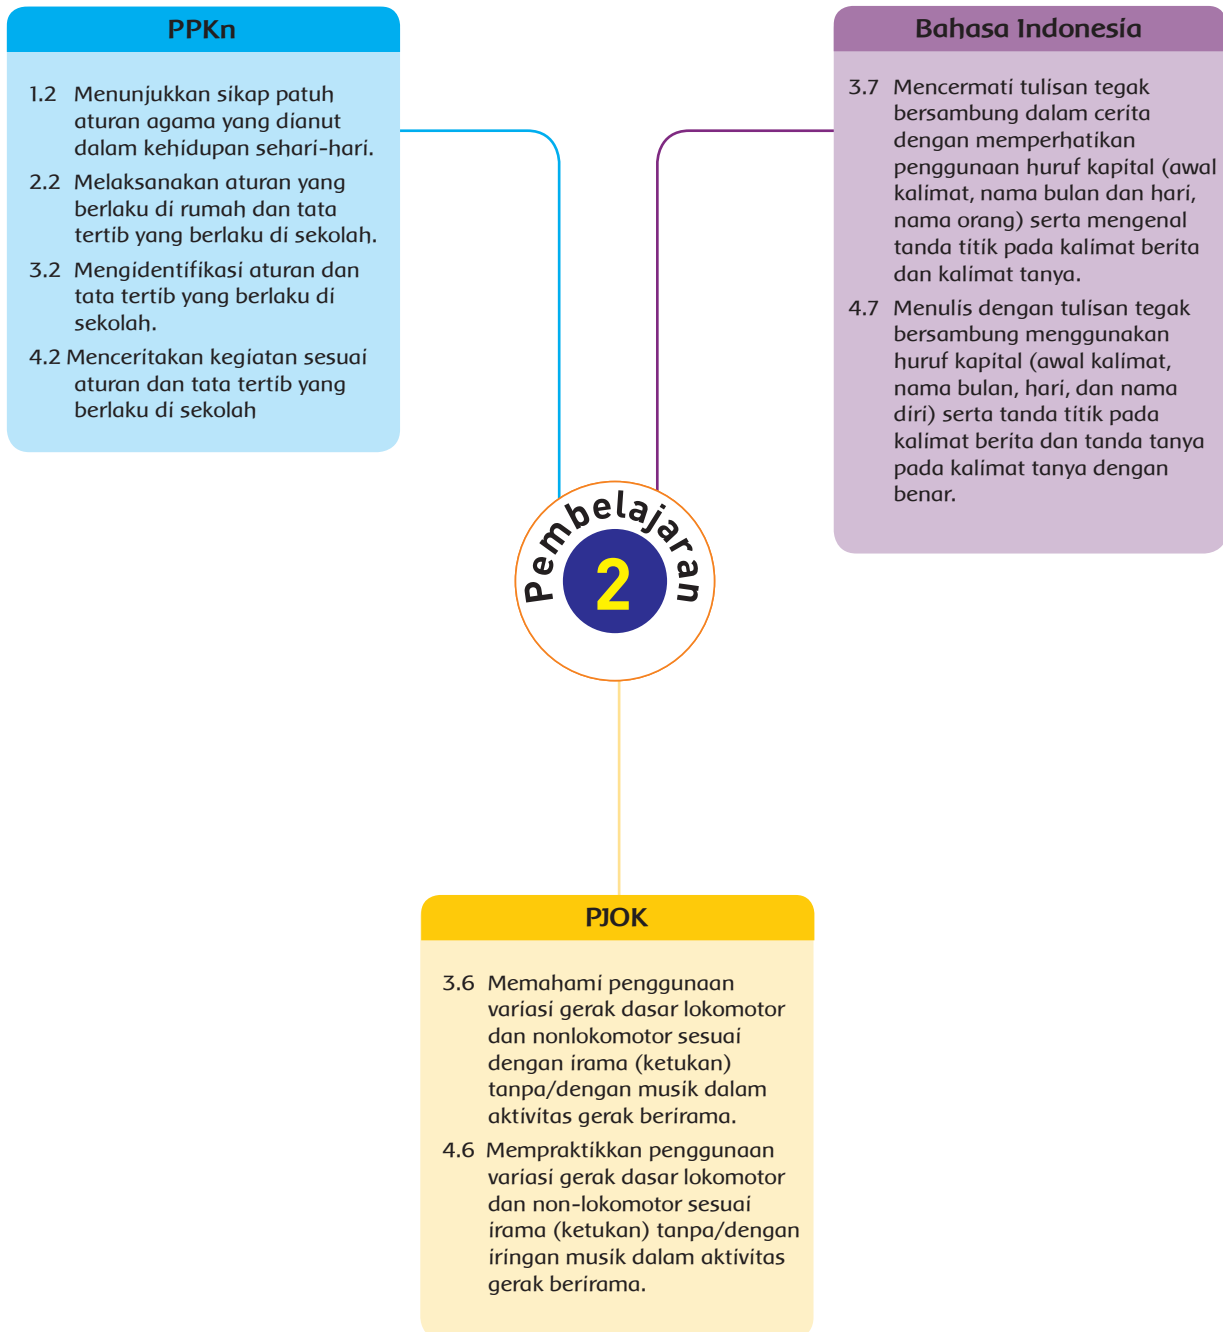 PPKn
1.2 Menunjukkan sikap patuh
aturan agama yang dianut
dalam kehidupan sehari-hari.
2.2 Melaksanakan aturan yang
berlaku di rumah dan tata
tertib yang berlaku di sekolah.
3.2 Mengidentifikasi aturan dan
tata tertib yang berlaku di
sekolah.
4.2 Menceritakan kegiatan sesuai
aturan dan tata tertib yang
berlaku di sekolah
Bahasa Indonesia
3.7 Mencermati tulisan tegak
bersambung dalam cerita
dengan memperhatikan
penggunaan huruf kapital (awal
kalimat, nama bulan dan hari,
nama orang) serta mengenal
tanda titik pada kalimat berita
dan kalimat tanya.
4.7 Menulis dengan tulisan tegak
bersambung menggunakan
huruf kapital (awal kalimat,
nama bulan, hari, dan nama
diri) serta tanda titik pada
kalimat berita dan tanda tanya
pada kalimat tanya dengan
benar.
Pembelajaran
2
PJOK
3.6 Memahami penggunaan
variasi gerak dasar lokomotor
dan nonlokomotor sesuai
dengan irama (ketukan)
tanpa/dengan musik dalam
aktivitas gerak berirama.
4.6 Mempraktikkan penggunaan
variasi gerak dasar lokomotor
dan non-lokomotor sesuai
irama (ketukan) tanpa/dengan
iringan musik dalam aktivitas
gerak berirama.